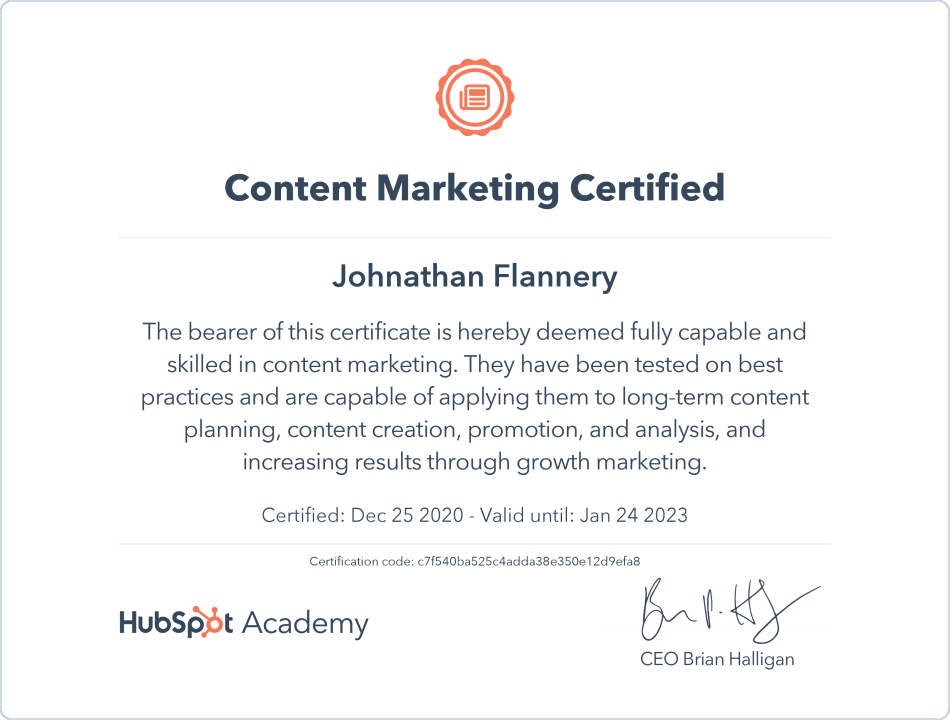 Content Marketing Certified
Johnathan Flannery
The bearer of this certificate is hereby deemed fully capable and
skilled in content marketing. They have been tested on best
practices and are capable of applying them to long-term content
planning, content creation, promotion, and analysis, and
increasing results through growth marketing.
Certified: Dec 25 2020 - Valid until: Jan 24 2023
Certification code: c7f540ba525c4adda38e350e12d9efa8
HubSpot Academy
CEO Brian Halligan